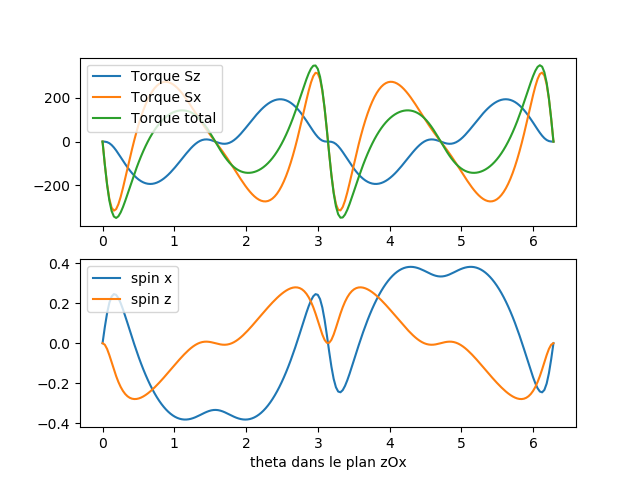 Torque Sz
Torque Sx
Torque total
200
0
−200
0 1 2 3 4 5 6
spin x
spin z
0.4
0.2
0.0
−0.2
−0.4
0 1 2 3 4 5 6
theta dans le plan zOx